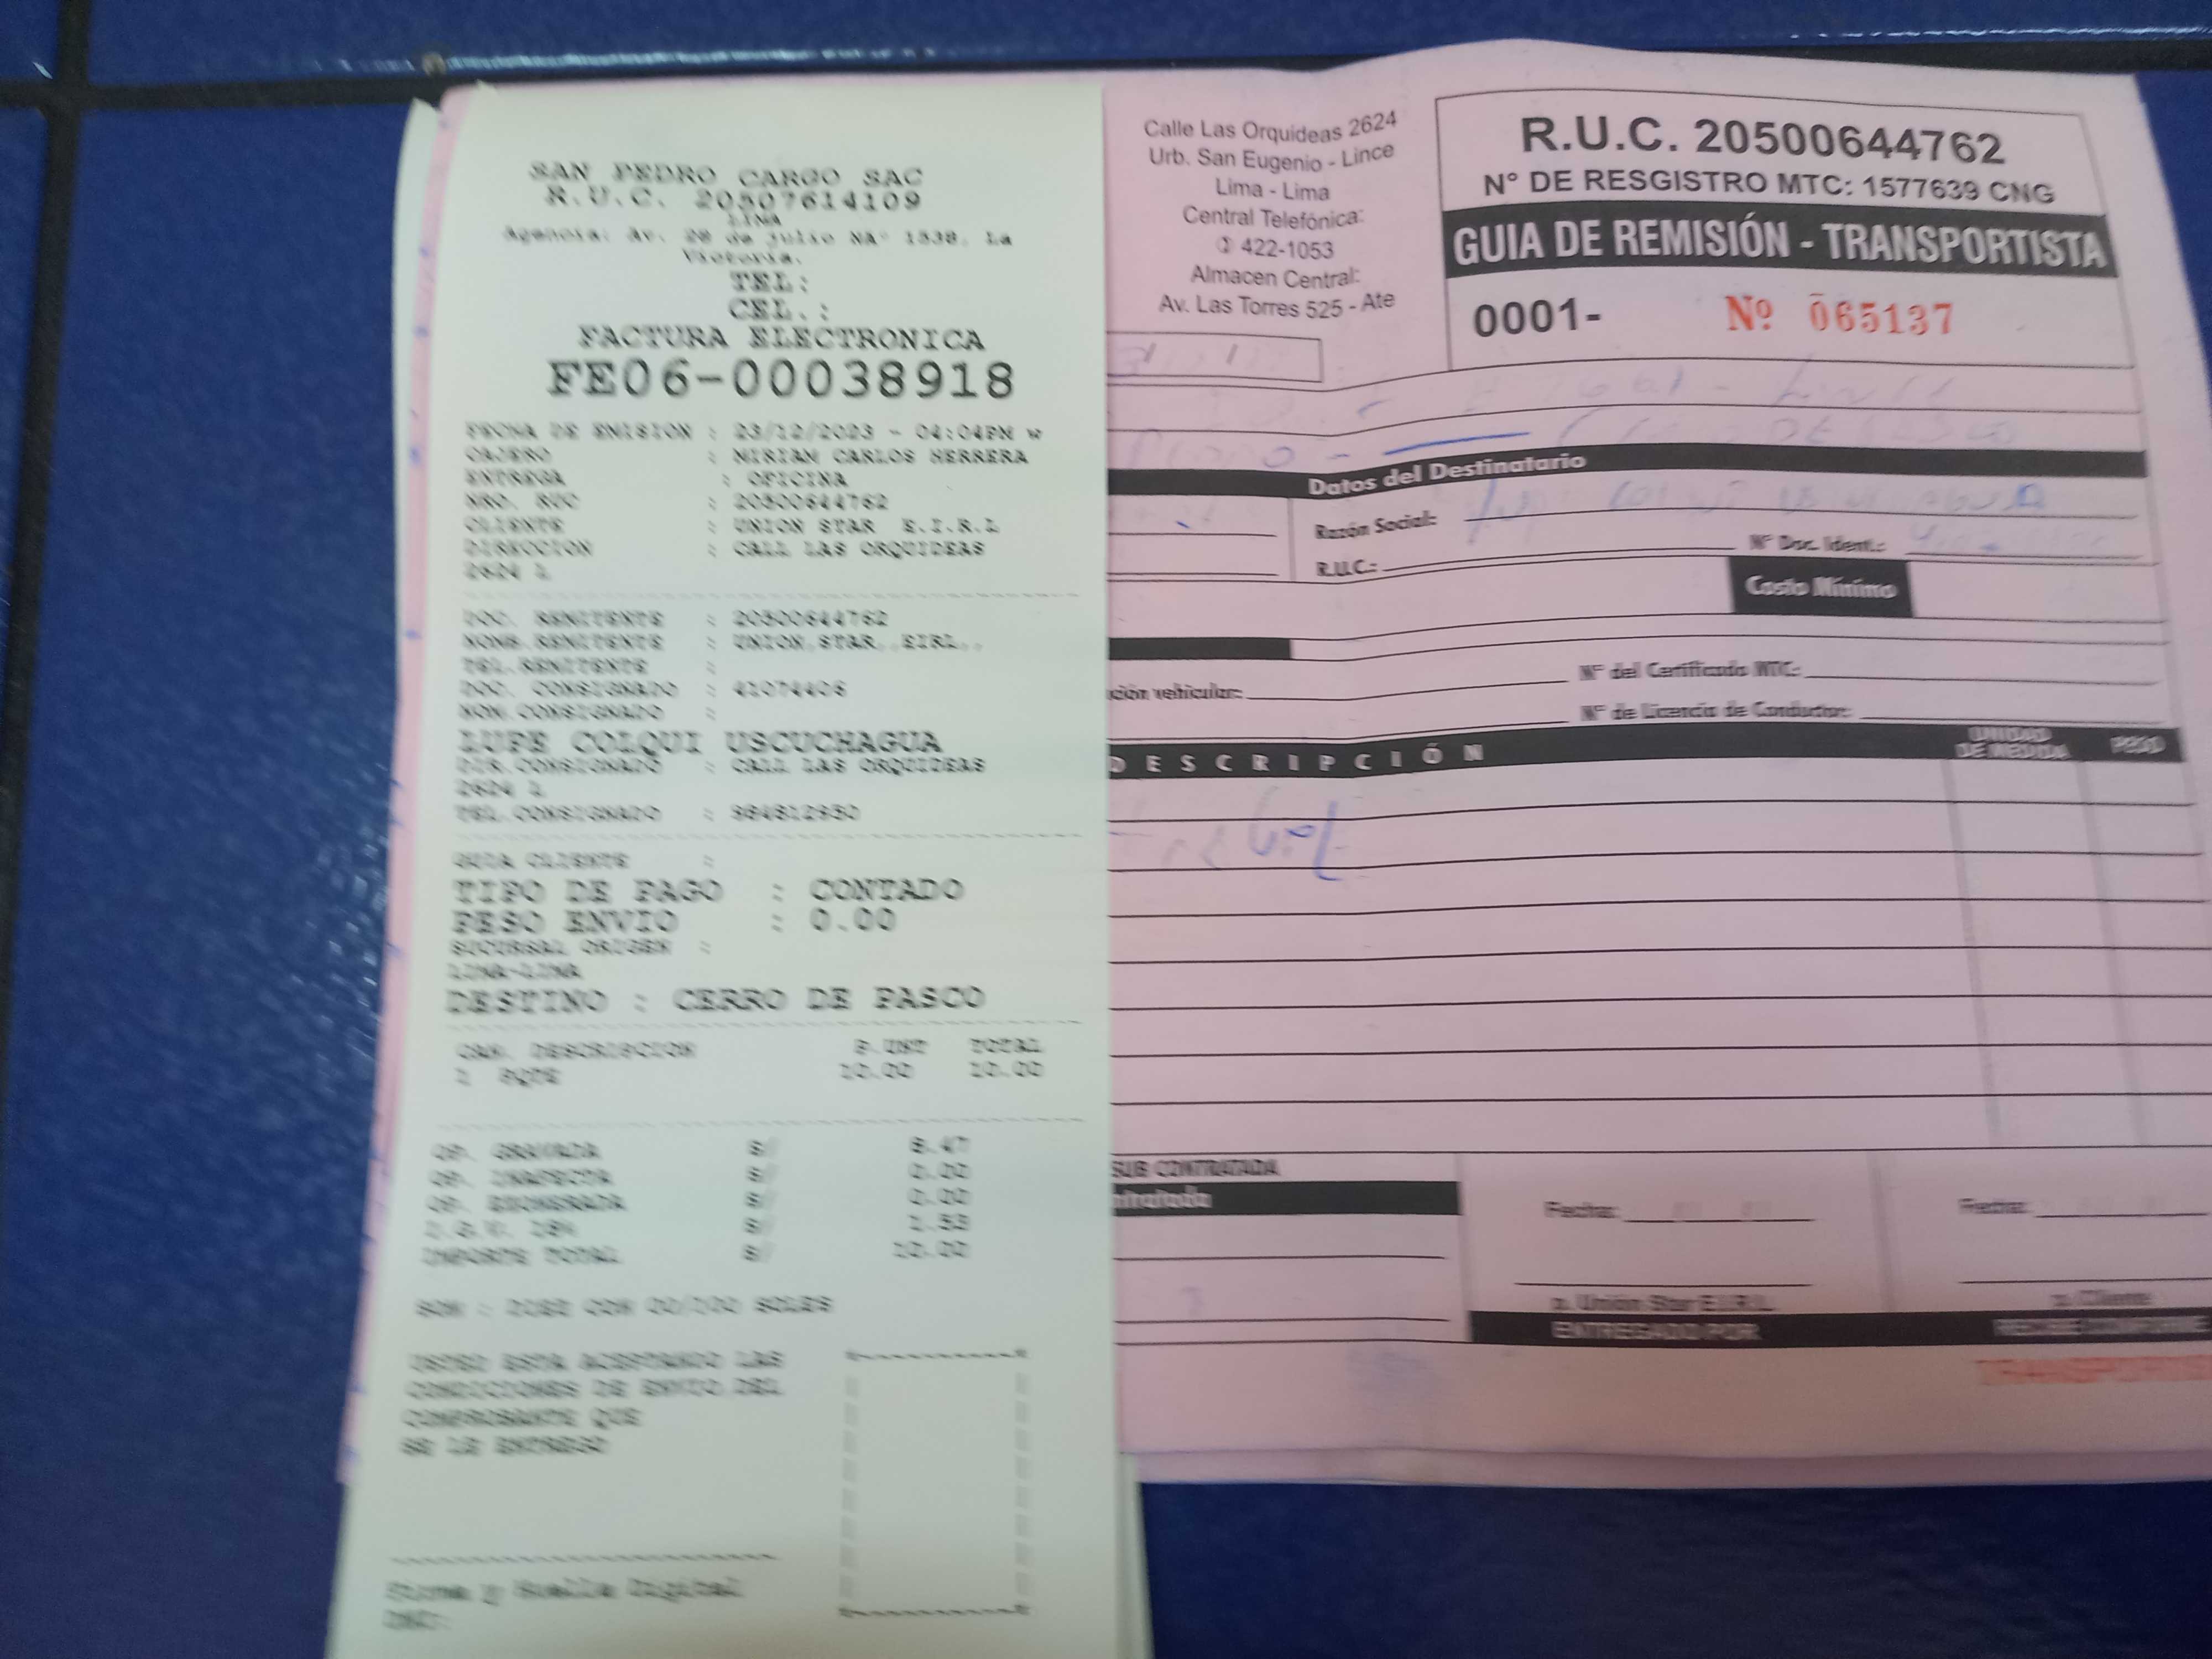 SAN PEDRO CARGO SAC
R.U.C. 20507614109
LIMA
Agencia: Av. 28 de julio NA° 1538. La
Victoria.
TEL:
CEL.:
FACTURA ELECTRONICA
FE06-00038918
FECHA DE EMISION : 23/12/2023 - 04:04PM
CAJERO : MIRIAN CARLOS HERRERA
ENTREGA : OFICINA
NRO. RUC : 20500644762
CLIENTE : UNION STAR E.I.R.L
DIRECCION : CALL LAS ORQUIDEAS
2624 L
DOC. REMITENTE : 20500644762
NOMB.REMITENTE : UNION.STAR..EIRL..
TEL.REMITENTE :
DOC. CONSIGNADO : 41074406
NOM.CONSIGNADO :
LUPE COLQUI USCUCHAGUA
DIR.CONSIGNADO : CALL LAS ORQUIDEAS
2624 L
TEL.CONSIGNADO : 964812950
GUIA CLIENTE :
TIPO DE PAGO : CONTADO
PESO ENVIO : 0.00
SUCURSAL ORIGEN :
LIMA-LIMA
DESTINO : CERRO DE PASCO
CAN. DESCRIPCION P.UNT TOTAL
1 PQTE 10.00 10.00
OP. GRAVADA S/ 8.47
OP. INAFECTA S/ 0.00
OP. EXONERADA S/ 0.00
I.G.V. 18% S/ 1.53
IMPORTE TOTAL S/ 10.00
SON : DIEZ CON 00/100 SOLES
USTED ESTA ACEPTANDO LAS
CONDICIONES DE ENVIO DEL
COMPROBANTE QUE
SE LE ENTREGO
Firma y Huella Digital
DNI:
Calle Las Orquideas 2624
Urb. San Eugenio - Lince
Lima - Lima
Central Telefónica:
✆ 422-1053
Almacen Central:
Av. Las Torres 525 - Ate
R.U.C. 20500644762
N° DE RESGISTRO MTC: 1577639 CNG
GUIA DE REMISIÓN - TRANSPORTISTA
0001- Nº 065137
Datos del Destinatario
Razón Social:
R.U.C.: N° Doc. Ident.:
Costo Mínimo
N° del Certificado MTC:
ción vehicular:
N° de Licencia de Conductor:
DESCRIPCIÓN UNIDAD DE MEDIDA PESO
SUB CONTRATADA
ntratada
Fecha: Fecha:
p. Unión Star E.I.R.L. p. Cliente
ENTREGADO POR RECIBI CONFORME